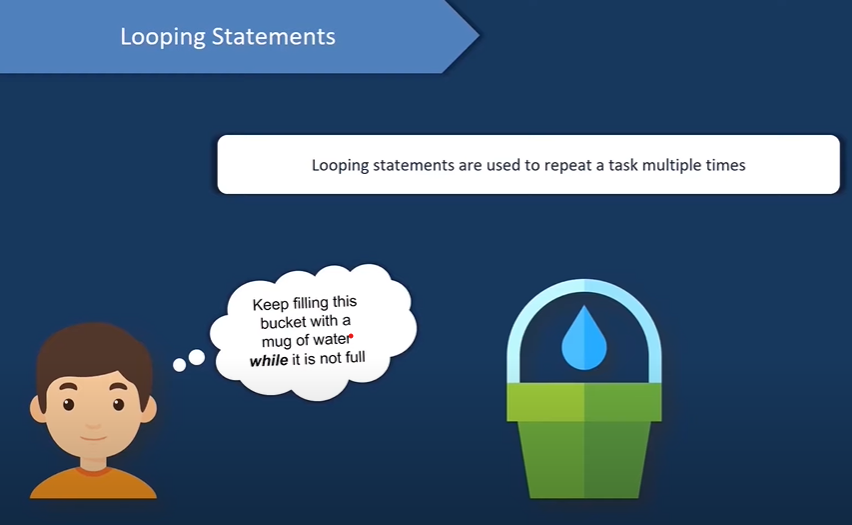 Looping Statements
Looping statements are used to repeat a task multiple times
Keep filling this
bucket with a
mug of water
while it is not full